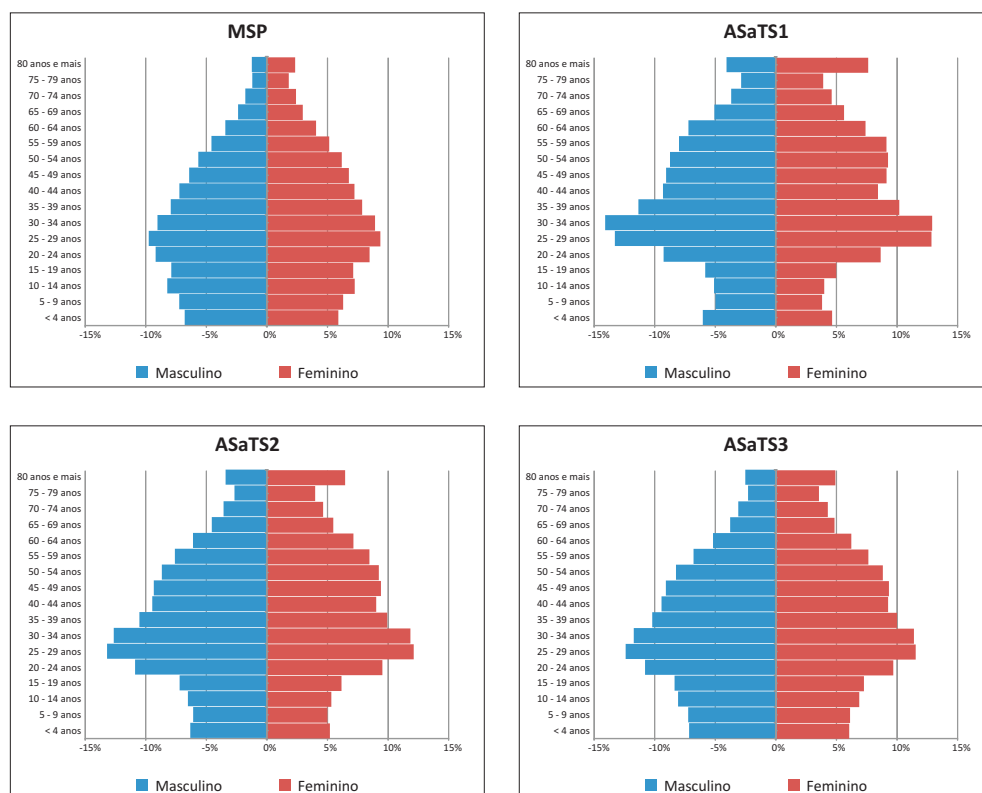 MSP
80 anos e mais
75 - 79 anos
70 - 74 anos
65 - 69 anos
60 - 64 anos
55 - 59 anos
50 - 54 anos
45 - 49 anos
40 - 44 anos
35 - 39 anos
30 - 34 anos
25 - 29 anos
20 - 24 anos
15 - 19 anos
10 - 14 anos
5 - 9 anos
< 4 anos
-15% -10% -5% 0% 5% 10% 15%
Masculino Feminino
ASaTS1
80 anos e mais
75 - 79 anos
70 - 74 anos
65 - 69 anos
60 - 64 anos
55 - 59 anos
50 - 54 anos
45 - 49 anos
40 - 44 anos
35 - 39 anos
30 - 34 anos
25 - 29 anos
20 - 24 anos
15 - 19 anos
10 - 14 anos
5 - 9 anos
< 4 anos
-15% -10% -5% 0% 5% 10% 15%
Masculino Feminino
ASaTS2
80 anos e mais
75 - 79 anos
70 - 74 anos
65 - 69 anos
60 - 64 anos
55 - 59 anos
50 - 54 anos
45 - 49 anos
40 - 44 anos
35 - 39 anos
30 - 34 anos
25 - 29 anos
20 - 24 anos
15 - 19 anos
10 - 14 anos
5 - 9 anos
< 4 anos
-15% -10% -5% 0% 5% 10% 15%
Masculino Feminino
ASaTS3
80 anos e mais
75 - 79 anos
70 - 74 anos
65 - 69 anos
60 - 64 anos
55 - 59 anos
50 - 54 anos
45 - 49 anos
40 - 44 anos
35 - 39 anos
30 - 34 anos
25 - 29 anos
20 - 24 anos
15 - 19 anos
10 - 14 anos
5 - 9 anos
< 4 anos
-15% -10% -5% 0% 5% 10% 15%
Masculino Feminino